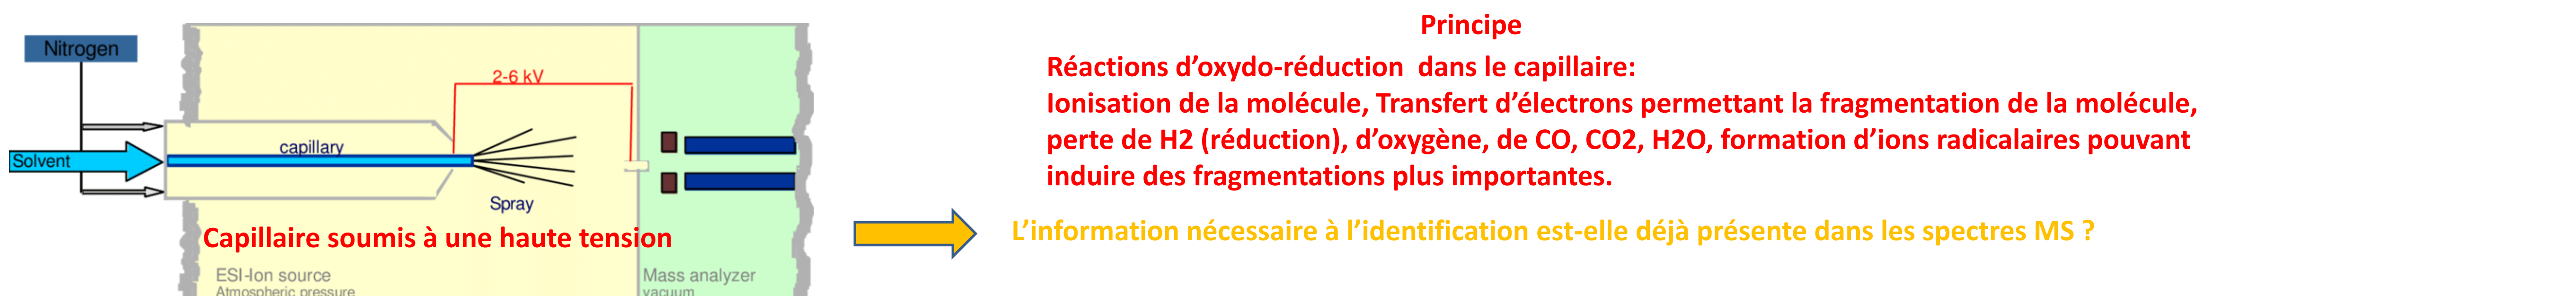 Nitrogen
2-6 kV
capillary
Solvent
Spray
Capillaire soumis à une haute tension
ESI-Ion source
Atmospheric pressure
Mass analyzer
vacuum
Principe
Réactions d’oxydo-réduction dans le capillaire:
Ionisation de la molécule, Transfert d’électrons permettant la fragmentation de la molécule,
perte de H2 (réduction), d’oxygène, de CO, CO2, H2O, formation d’ions radicalaires pouvant
induire des fragmentations plus importantes.
L’information nécessaire à l’identification est-elle déjà présente dans les spectres MS ?